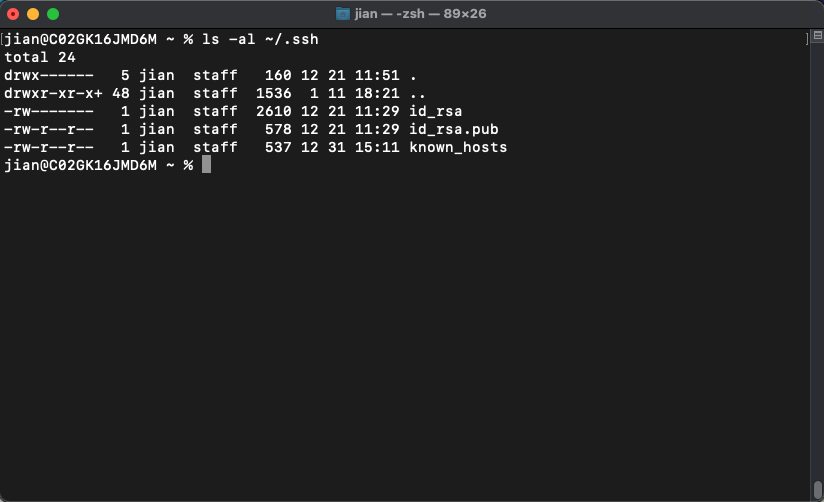 jian — -zsh — 89×26
[jian@C02GK16JMD6M ~ % ls -al ~/.ssh ]
total 24
drwx------   5 jian  staff   160 12 21 11:51 .
drwxr-xr-x+ 48 jian  staff  1536  1 11 18:21 ..
-rw-------   1 jian  staff  2610 12 21 11:29 id_rsa
-rw-r--r--   1 jian  staff   578 12 21 11:29 id_rsa.pub
-rw-r--r--   1 jian  staff   537 12 31 15:11 known_hosts
jian@C02GK16JMD6M ~ %